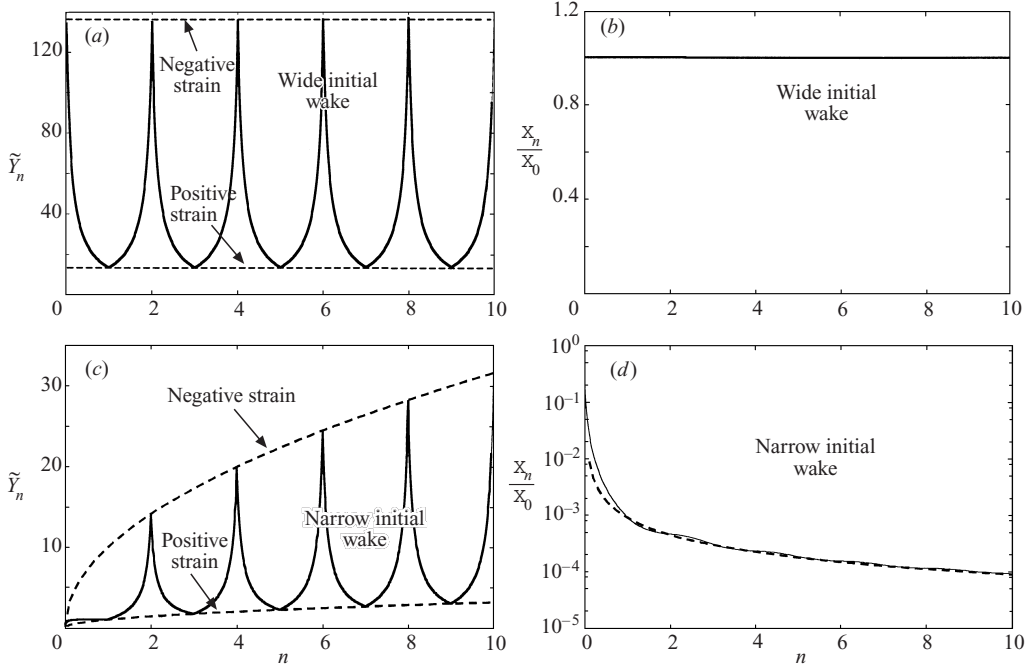 (a)
120
80
40
0
2
4
6
8
10
Ỹn
Negative
strain
Wide initial
wake
Positive
strain
(b)
1.2
1.0
0.8
0.4
0
2
4
6
8
10
Xn
X0
Wide initial
wake
(c)
30
20
10
0
0
2
4
6
8
10
Ỹn
n
Negative strain
Narrow initial
wake
Positive
strain
(d)
10^0
10^-1
10^-2
10^-3
10^-4
10^-5
0
2
4
6
8
10
Xn
X0
n
Narrow initial
wake